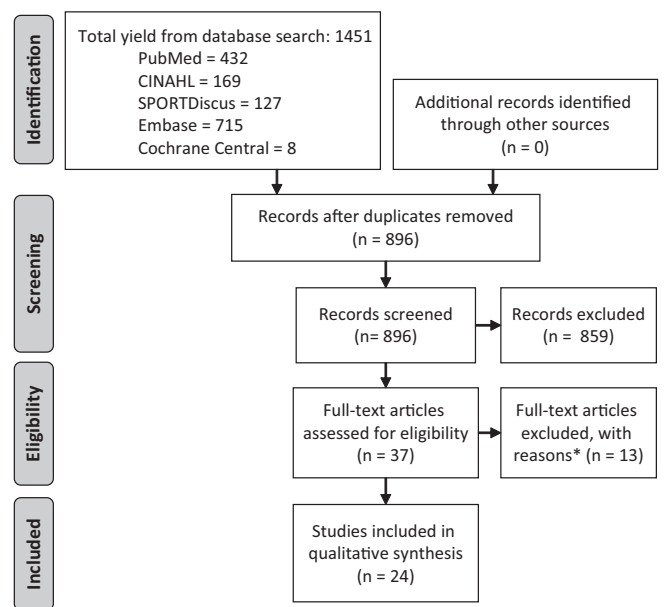 Identification
Total yield from database search: 1451
PubMed = 432
CINAHL = 169
SPORTDiscus = 127
Embase = 715
Cochrane Central = 8
Additional records identified
through other sources
(n = 0)
Screening
Records after duplicates removed
(n = 896)
Records screened
(n= 896)
Records excluded
(n = 859)
Eligibility
Full-text articles
assessed for eligibility
(n = 37)
Full-text articles
excluded, with
reasons* (n = 13)
Included
Studies included in
qualitative synthesis
(n = 24)